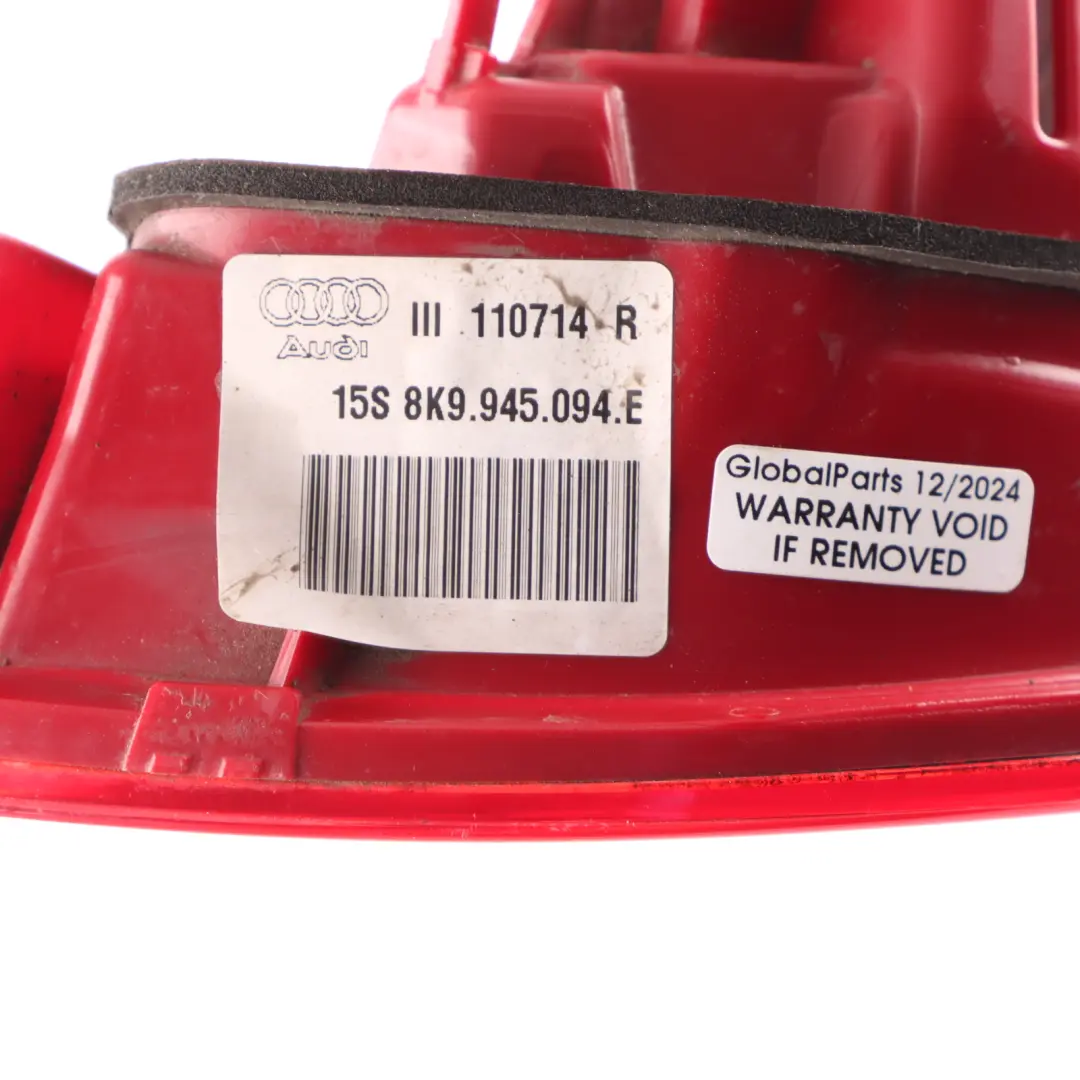 Audi
III 110714 R
15S 8K9.945.094.E
GlobalParts 12/2024
WARRANTY VOID
IF REMOVED